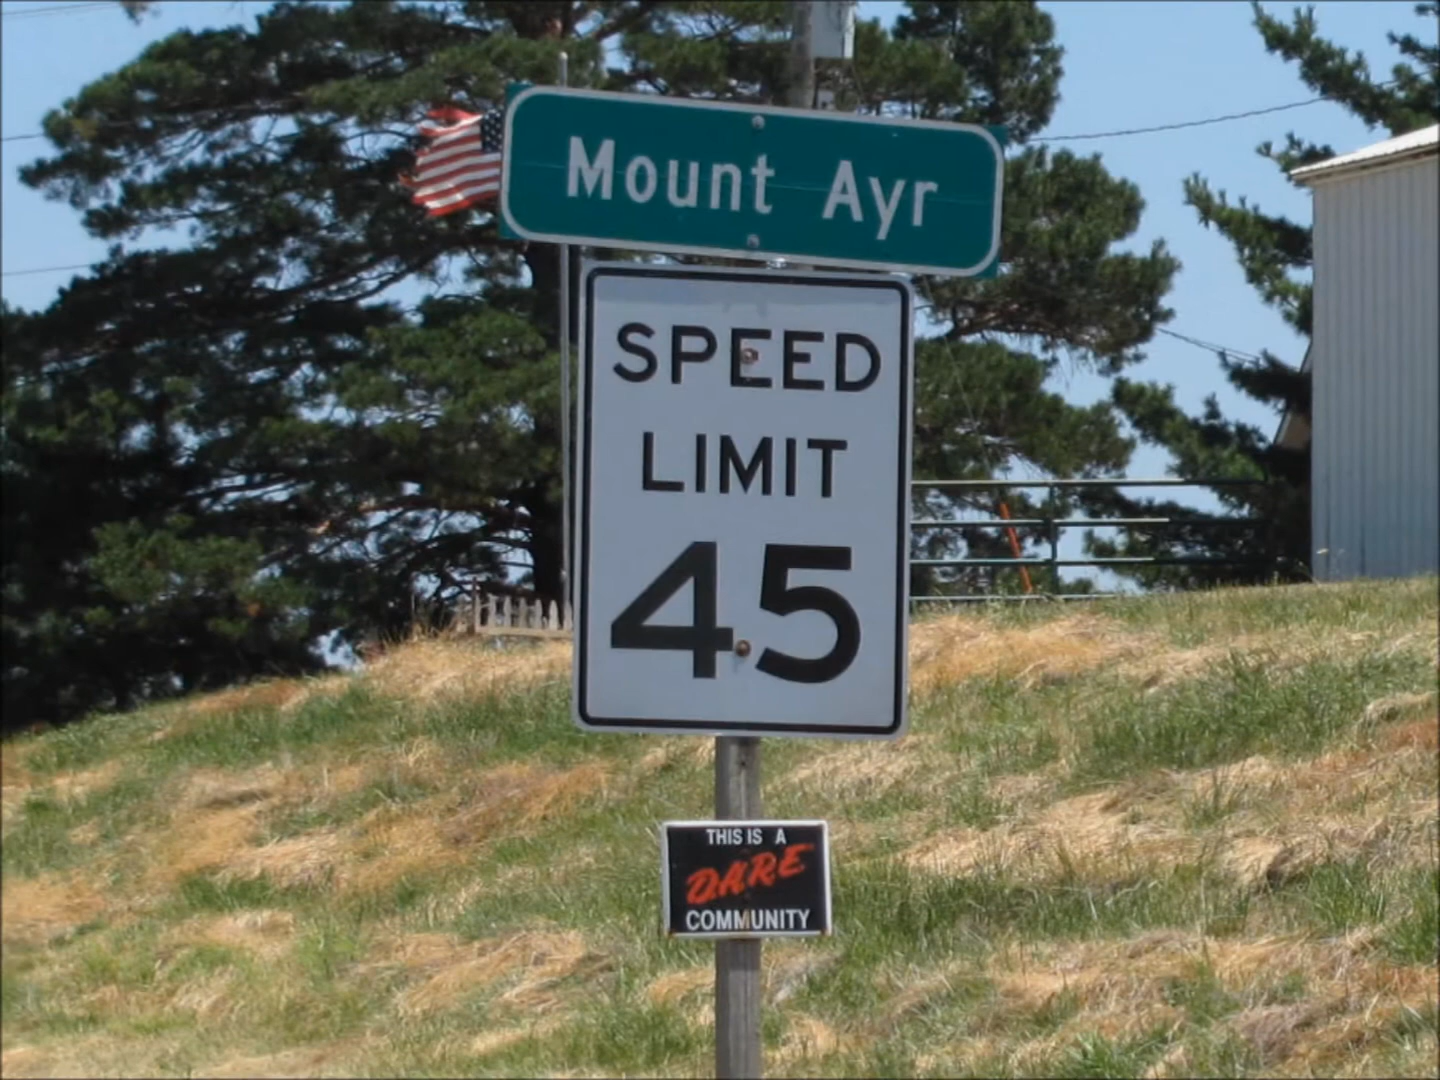 Mount Ayr
SPEED
LIMIT
45
THIS IS A
DARE
COMMUNITY